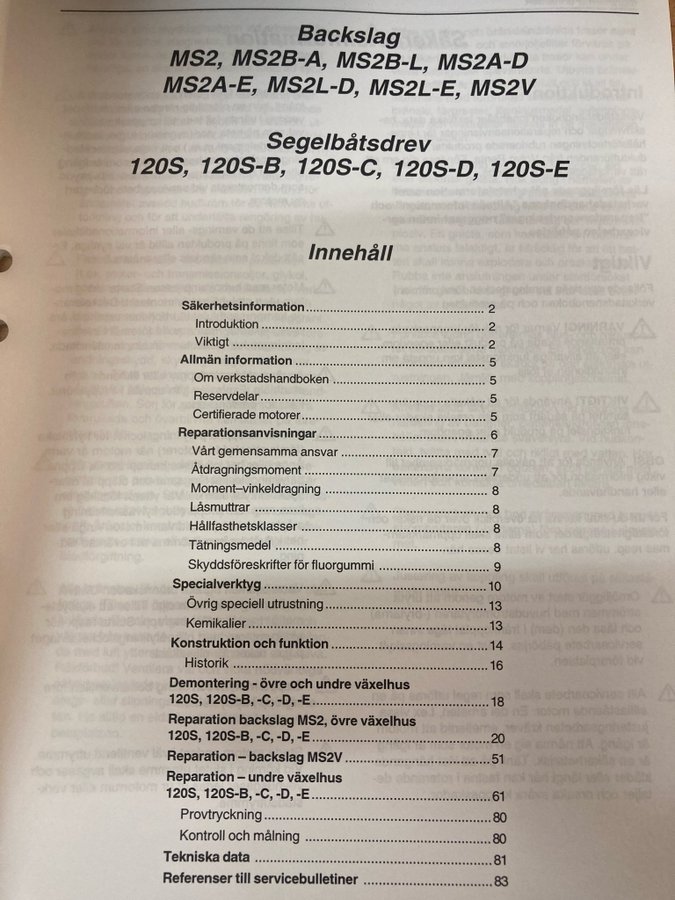 Backslag
MS2, MS2B-A, MS2B-L, MS2A-D
MS2A-E, MS2L-D, MS2L-E, MS2V
Segelbåtsdrev
120S, 120S-B, 120S-C, 120S-D, 120S-E
Innehåll
Säkerhetsinformation ........ 2
Introduktion ........ 2
Viktigt ........ 2
Allmän information ........ 5
Om verkstadshandboken ........ 5
Reservdelar ........ 5
Certifierade motorer ........ 5
Reparationsanvisningar ........ 6
Vårt gemensamma ansvar ........ 7
Åtdragningsmoment ........ 7
Moment–vinkeldragning ........ 8
Låsmuttrar ........ 8
Hållfasthetsklasser ........ 8
Tätningsmedel ........ 8
Skyddsföreskrifter för fluorgummi ........ 9
Specialverktyg ........ 10
Övrig speciell utrustning ........ 13
Kemikalier ........ 13
Konstruktion och funktion ........ 14
Historik ........ 16
Demontering - övre och undre växelhus
120S, 120S-B, -C, -D, -E ........ 18
Reparation backslag MS2, övre växelhus
120S, 120S-B, -C, -D, -E ........ 20
Reparation – backslag MS2V ........ 51
Reparation – undre växelhus
120S, 120S-B, -C, -D, -E ........ 61
Provtryckning ........ 80
Kontroll och målning ........ 80
Tekniska data ........ 81
Referenser till servicebulletiner ........ 83